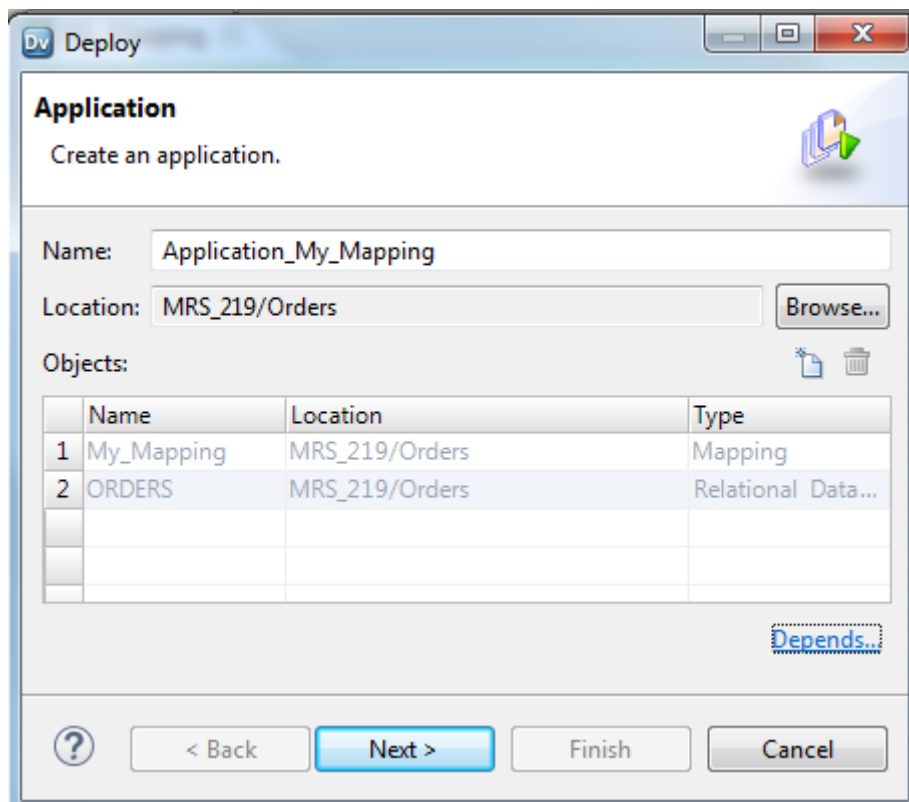 Dv Deploy
Application
Create an application.
Name: Application_My_Mapping
Location: MRS_219/Orders Browse...
Objects:
Name Location Type
1 My_Mapping MRS_219/Orders Mapping
2 ORDERS MRS_219/Orders Relational Data...
Depends...
? < Back Next > Finish Cancel